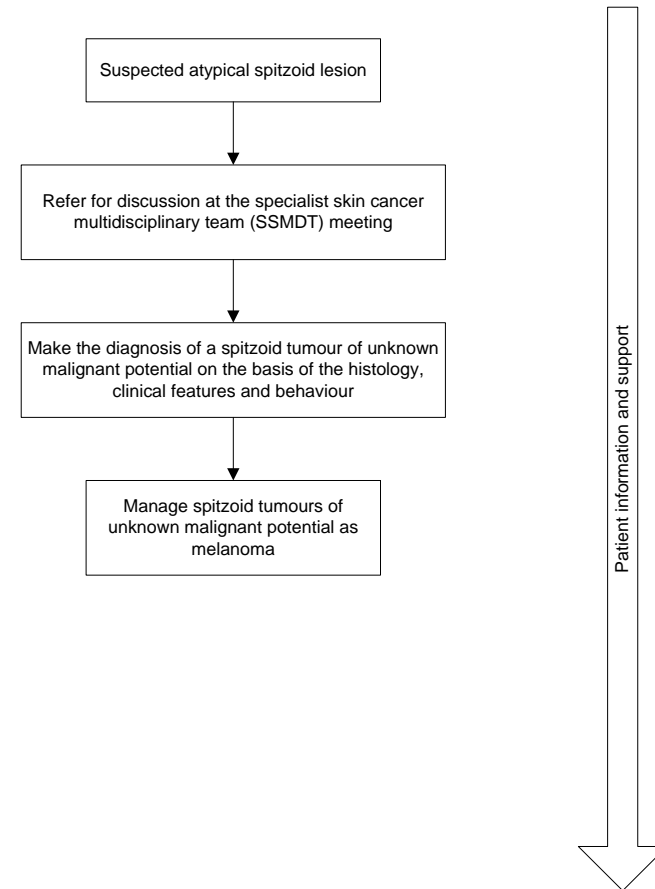 Suspected atypical spitzoid lesion
Refer for discussion at the specialist skin cancer
multidisciplinary team (SSMDT) meeting
Make the diagnosis of a spitzoid tumour of unknown
malignant potential on the basis of the histology,
clinical features and behaviour
Manage spitzoid tumours of
unknown malignant potential as
melanoma
Patient information and support